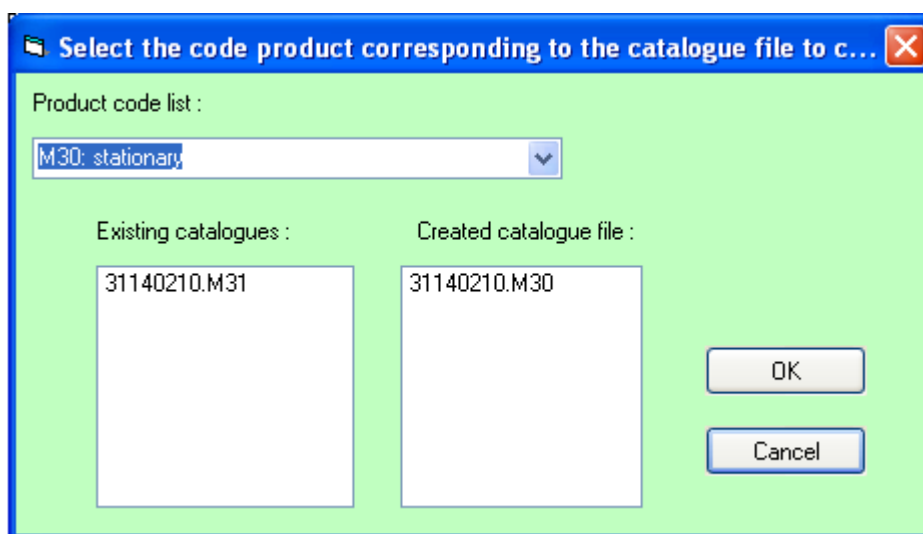 Select the code product corresponding to the catalogue file to c...
Product code list :
M30: stationary
Existing catalogues :
Created catalogue file :
31140210.M31
31140210.M30
OK
Cancel